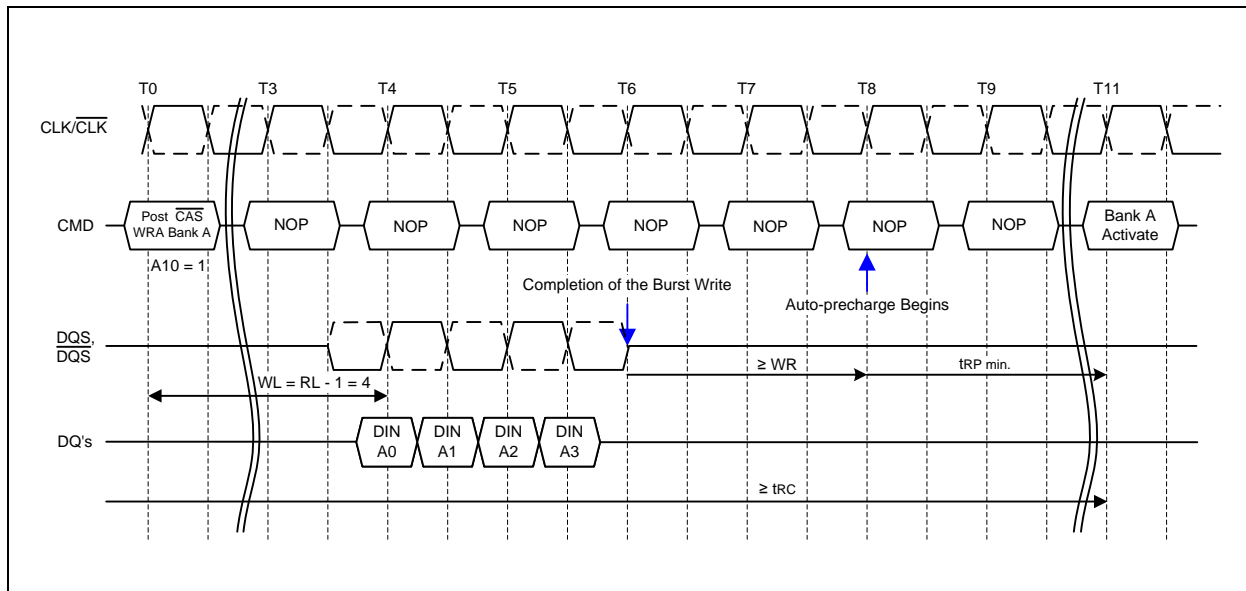 T0 T3 T4 T5 T6 T7 T8 T9 T11
CLK/CLK
CMD
Post CAS
WRA Bank A
NOP NOP NOP NOP NOP NOP NOP
Bank A
Activate
A10 = 1
Completion of the Burst Write
Auto-precharge Begins
DQS,
DQS
≥ WR
tRP min.
WL = RL - 1 = 4
DQ's
DIN
A0
DIN
A1
DIN
A2
DIN
A3
≥ tRC